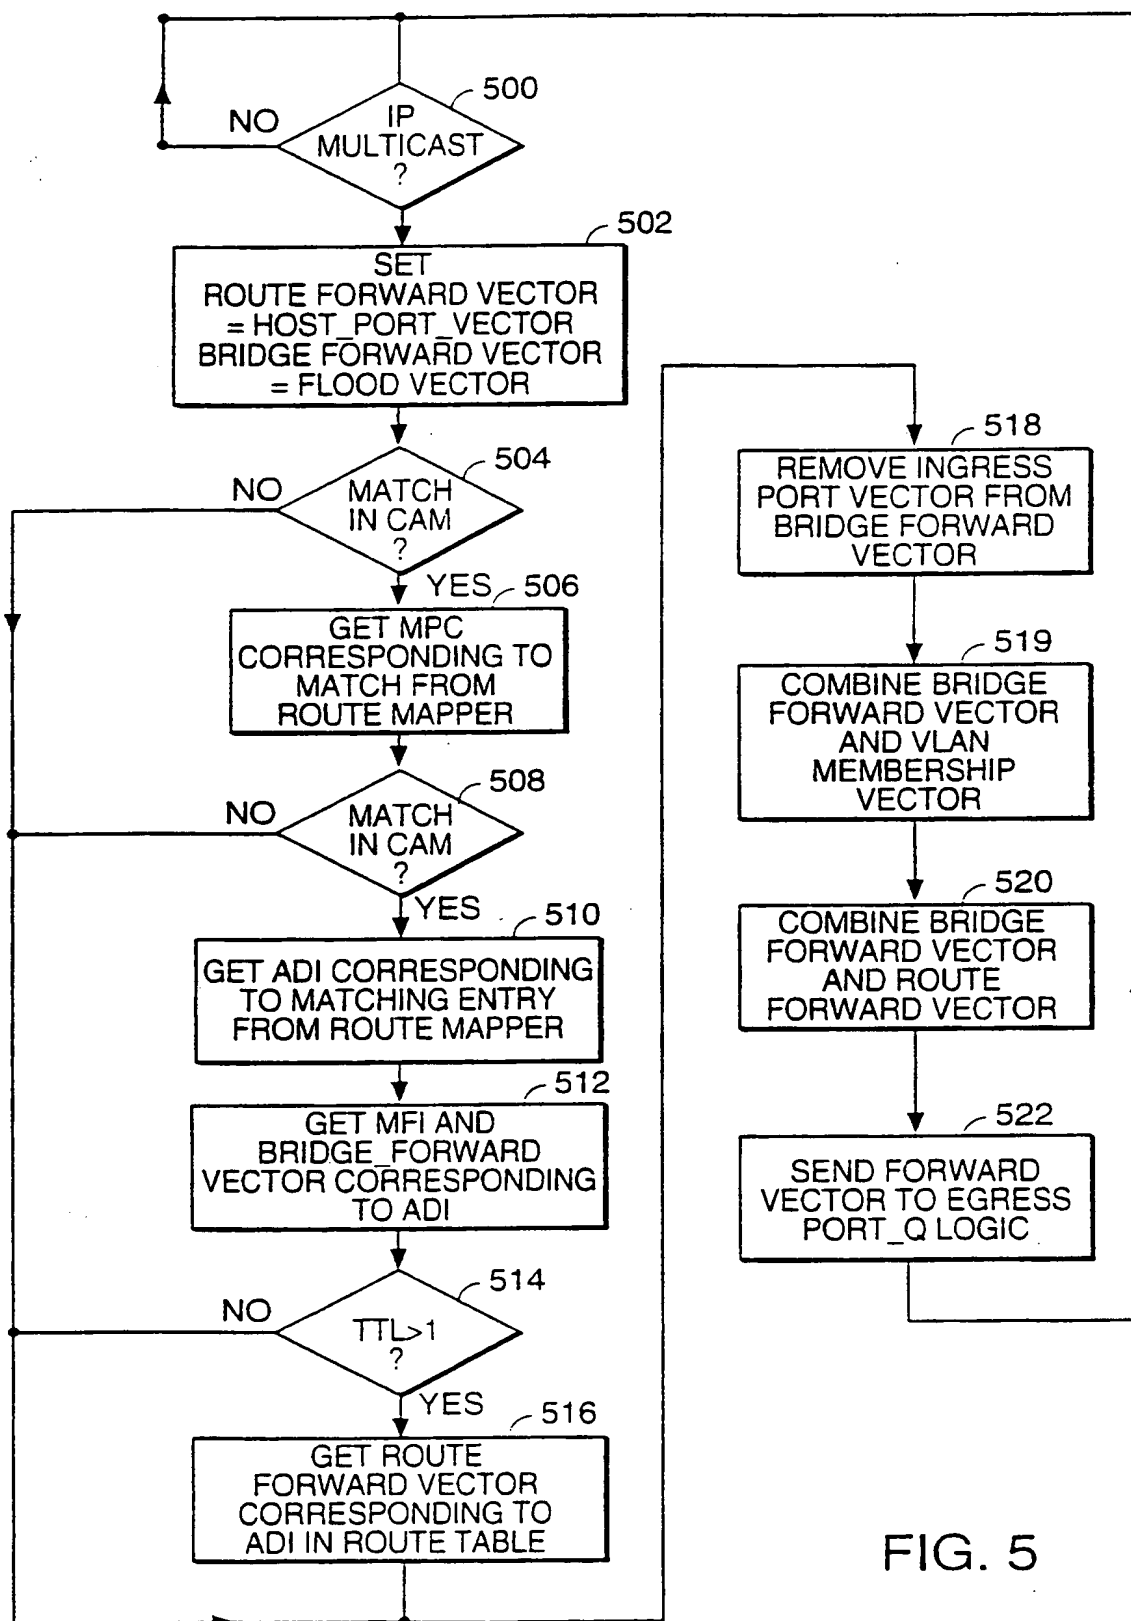 500
IP
MULTICAST
?
NO
502
SET
ROUTE FORWARD VECTOR
= HOST_PORT_VECTOR
BRIDGE FORWARD VECTOR
= FLOOD VECTOR
504
NO
MATCH
IN CAM
?
YES
506
GET MPC
CORRESPONDING TO
MATCH FROM
ROUTE MAPPER
508
NO
MATCH
IN CAM
?
YES
510
GET ADI CORRESPONDING
TO MATCHING ENTRY
FROM ROUTE MAPPER
512
GET MFI AND
BRIDGE_FORWARD
VECTOR CORRESPONDING
TO ADI
514
NO
TTL>1
?
YES
516
GET ROUTE
FORWARD VECTOR
CORRESPONDING TO
ADI IN ROUTE TABLE
518
REMOVE INGRESS
PORT VECTOR FROM
BRIDGE FORWARD
VECTOR
519
COMBINE BRIDGE
FORWARD VECTOR
AND VLAN
MEMBERSHIP
VECTOR
520
COMBINE BRIDGE
FORWARD VECTOR
AND ROUTE
FORWARD VECTOR
522
SEND FORWARD
VECTOR TO EGRESS
PORT_Q LOGIC
FIG. 5